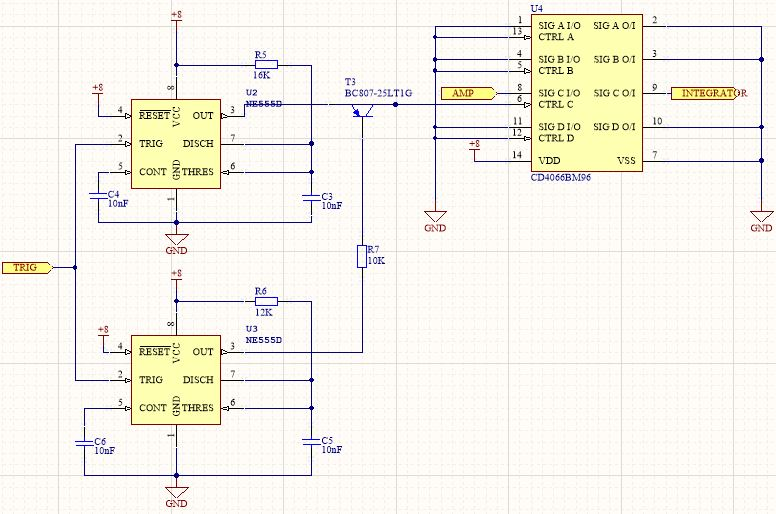 +8
R5
16K
+8
U2
NE555D
8
4 RESET VCC OUT 3
2 TRIG DISCH 7
5 CONT GND THRES 6
1
C4
10nF
C3
10nF
GND
T3
BC807-25LT1G
R7
10K
TRIG
+8
R6
12K
+8
U3
NE555D
8
4 RESET VCC OUT 3
2 TRIG DISCH 7
5 CONT GND THRES 6
1
C6
10nF
C5
10nF
GND
U4
1 SIG A I/O SIG A O/I 2
13 CTRL A
4 SIG B I/O SIG B O/I 3
5 CTRL B
AMP 8 SIG C I/O SIG C O/I 9 INTEGRATOR
6 CTRL C
11 SIG D I/O SIG D O/I 10
12 CTRL D
+8 14 VDD VSS 7
CD4066BM96
GND
GND